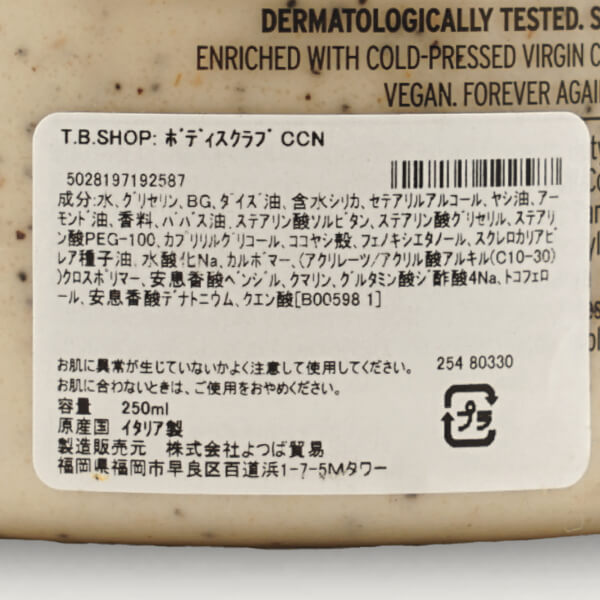 DERMATOLOGICALLY TESTED. S
ENRICHED WITH COLD-PRESSED VIRGIN C
VEGAN. FOREVER AGAI
T.B.SHOP: ボディスクラブ CCN
5028197192587
成分:水、グリセリン、BG、ダイズ油、含水シリカ、セテアリルアルコール、ヤシ油、アー
モンド油、香料、ババス油、ステアリン酸ソルビタン、ステアリン酸グリセリル、ステアリ
ン酸PEG-100、カプリリルグリコール、ココヤシ殻、フェノキシエタノール、スクレロカリアビ
レア種子油、水酸化Na、カルボマー、(アクリレーツ/アクリル酸アルキル(C10-30)
)クロスポリマー、安息香酸ベンジル、クマリン、グルタミン酸ジ酢酸4Na、トコフェロ
ール、安息香酸デナトニウム、クエン酸[B00598 1]
お肌に異常が生じていないかよく注意して使用してください。 254 80330
お肌に合わないときは、ご使用をおやめください。
容量 250ml
プラ
原産国 イタリア製
製造販売元 株式会社よつば貿易
福岡県福岡市早良区百道浜1-7-5Mタワー